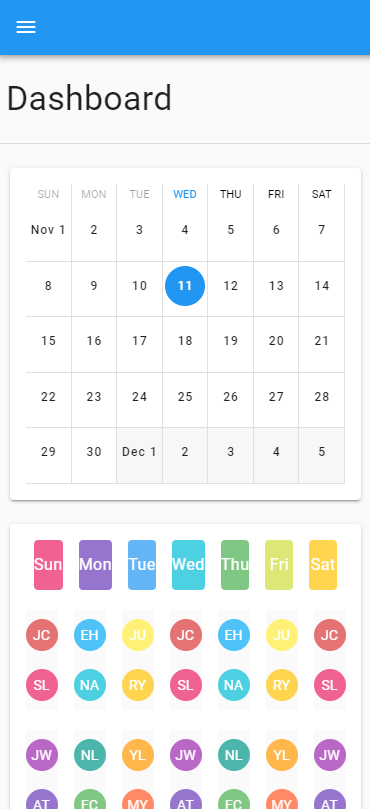 Dashboard
SUN MON TUE WED THU FRI SAT
Nov 1 2 3 4 5 6 7
8 9 10 11 12 13 14
15 16 17 18 19 20 21
22 23 24 25 26 27 28
29 30 Dec 1 2 3 4 5
Sun Mon Tue Wed Thu Fri Sat
JC EH JU JC EH JU JC
SL NA RY SL NA RY SL
JW NL YL JW NL YL JW
AT EC MY AT EC MY AT